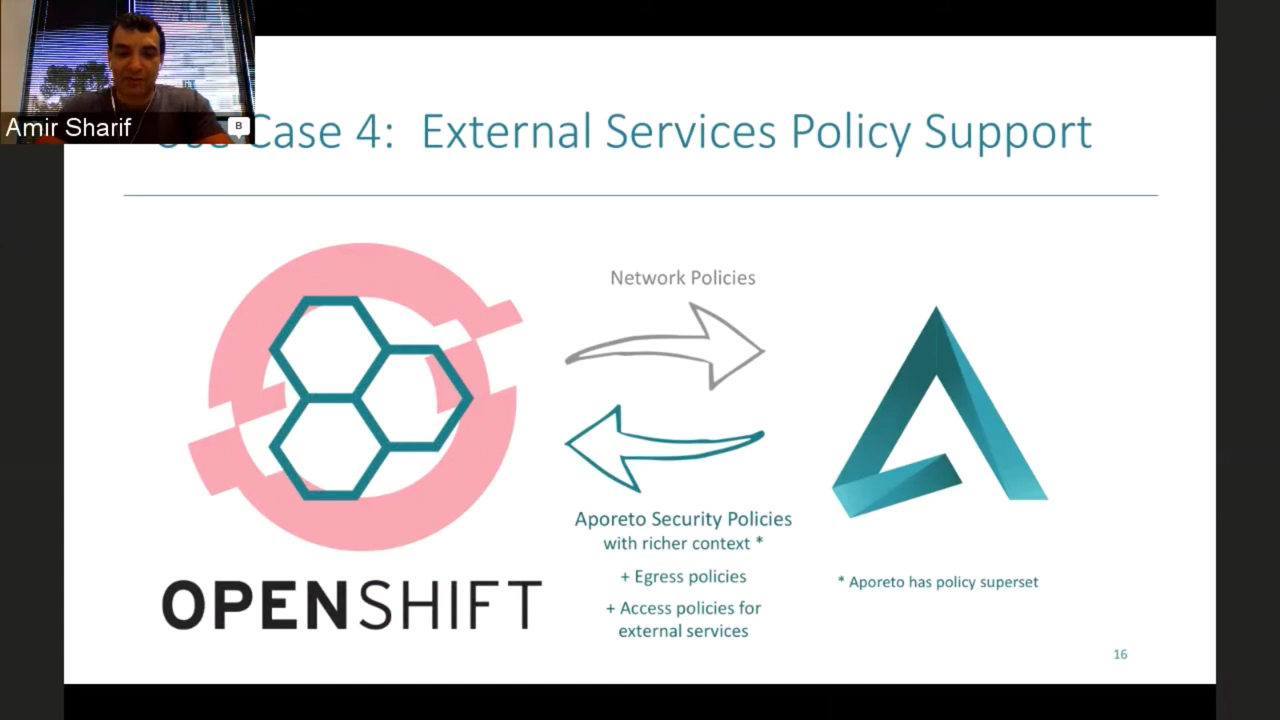 Amir Sharif
B
Case 4: External Services Policy Support
Network Policies
Aporeto Security Policies
with richer context *
+ Egress policies
+ Access policies for
external services
* Aporeto has policy superset
OPENSHIFT
16